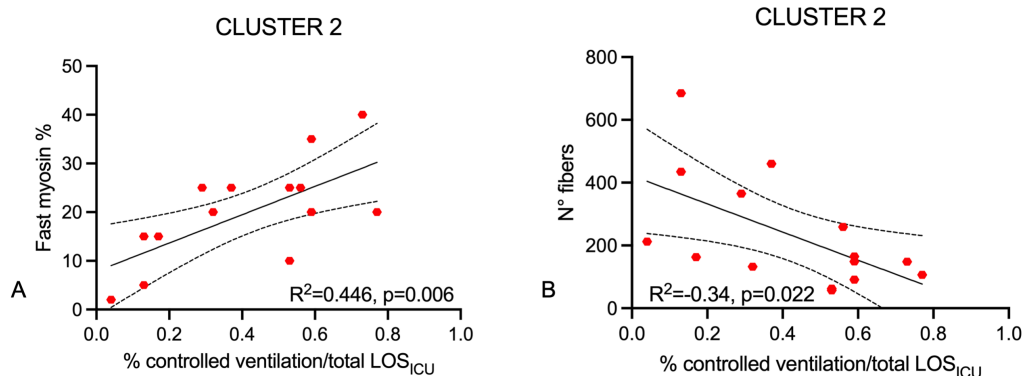 CLUSTER 2
50
40
30
20
10
0
Fast myosin %
A
R²=0.446, p=0.006
0.0 0.2 0.4 0.6 0.8 1.0
% controlled ventilation/total LOS_ICU
CLUSTER 2
800
600
400
200
0
N° fibers
B
R²=-0.34, p=0.022
0.0 0.2 0.4 0.6 0.8 1.0
% controlled ventilation/total LOS_ICU